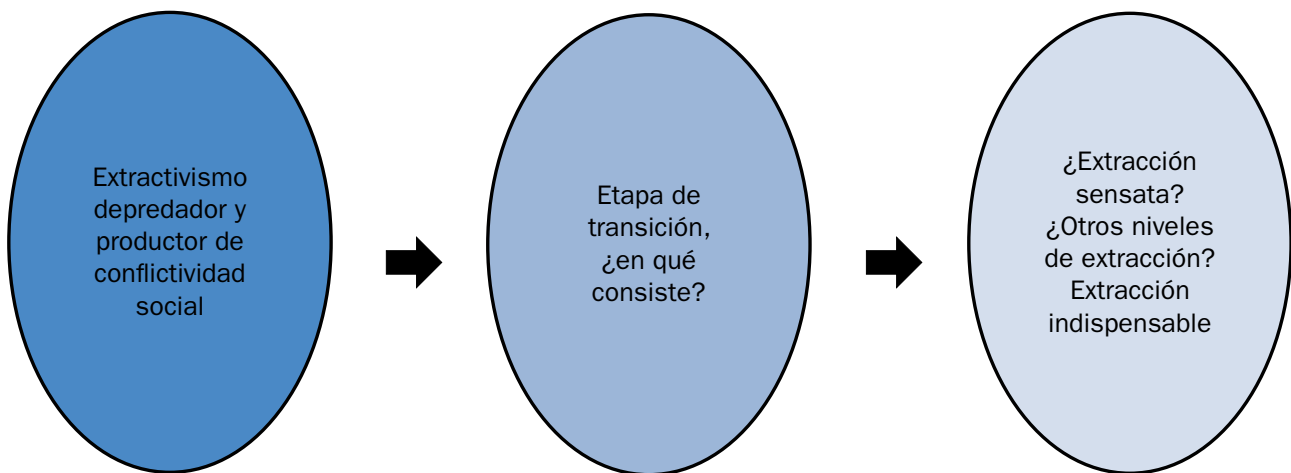 Extractivismo
depredador y
productor de
conflictividad
social
Etapa de
transición,
¿en qué
consiste?
¿Extracción
sensata?
¿Otros niveles
de extracción?
Extracción
indispensable